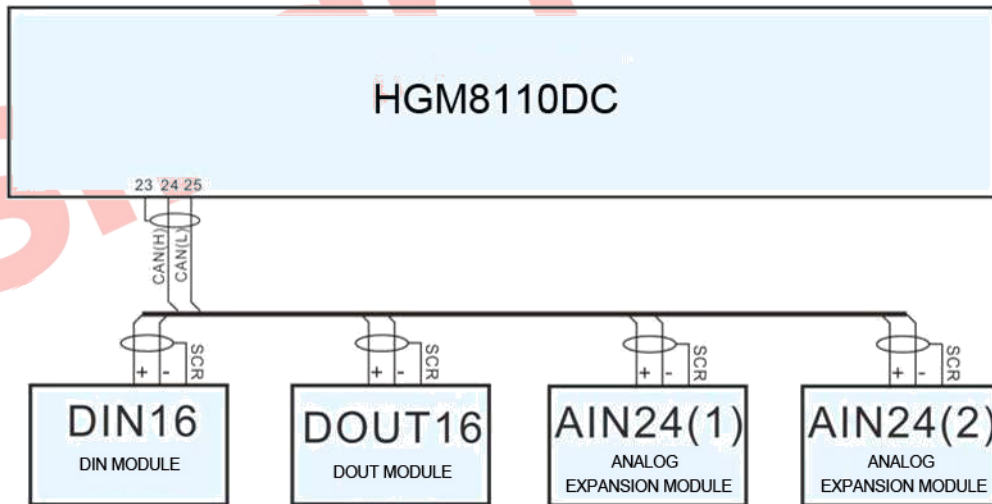 HGM8110DC
23 24 25
CAN(H)
CAN(L)
+ - SCR
+ - SCR
+ - SCR
+ - SCR
DIN16
DIN MODULE
DOUT16
DOUT MODULE
AIN24(1)
ANALOG
EXPANSION MODULE
AIN24(2)
ANALOG
EXPANSION MODULE